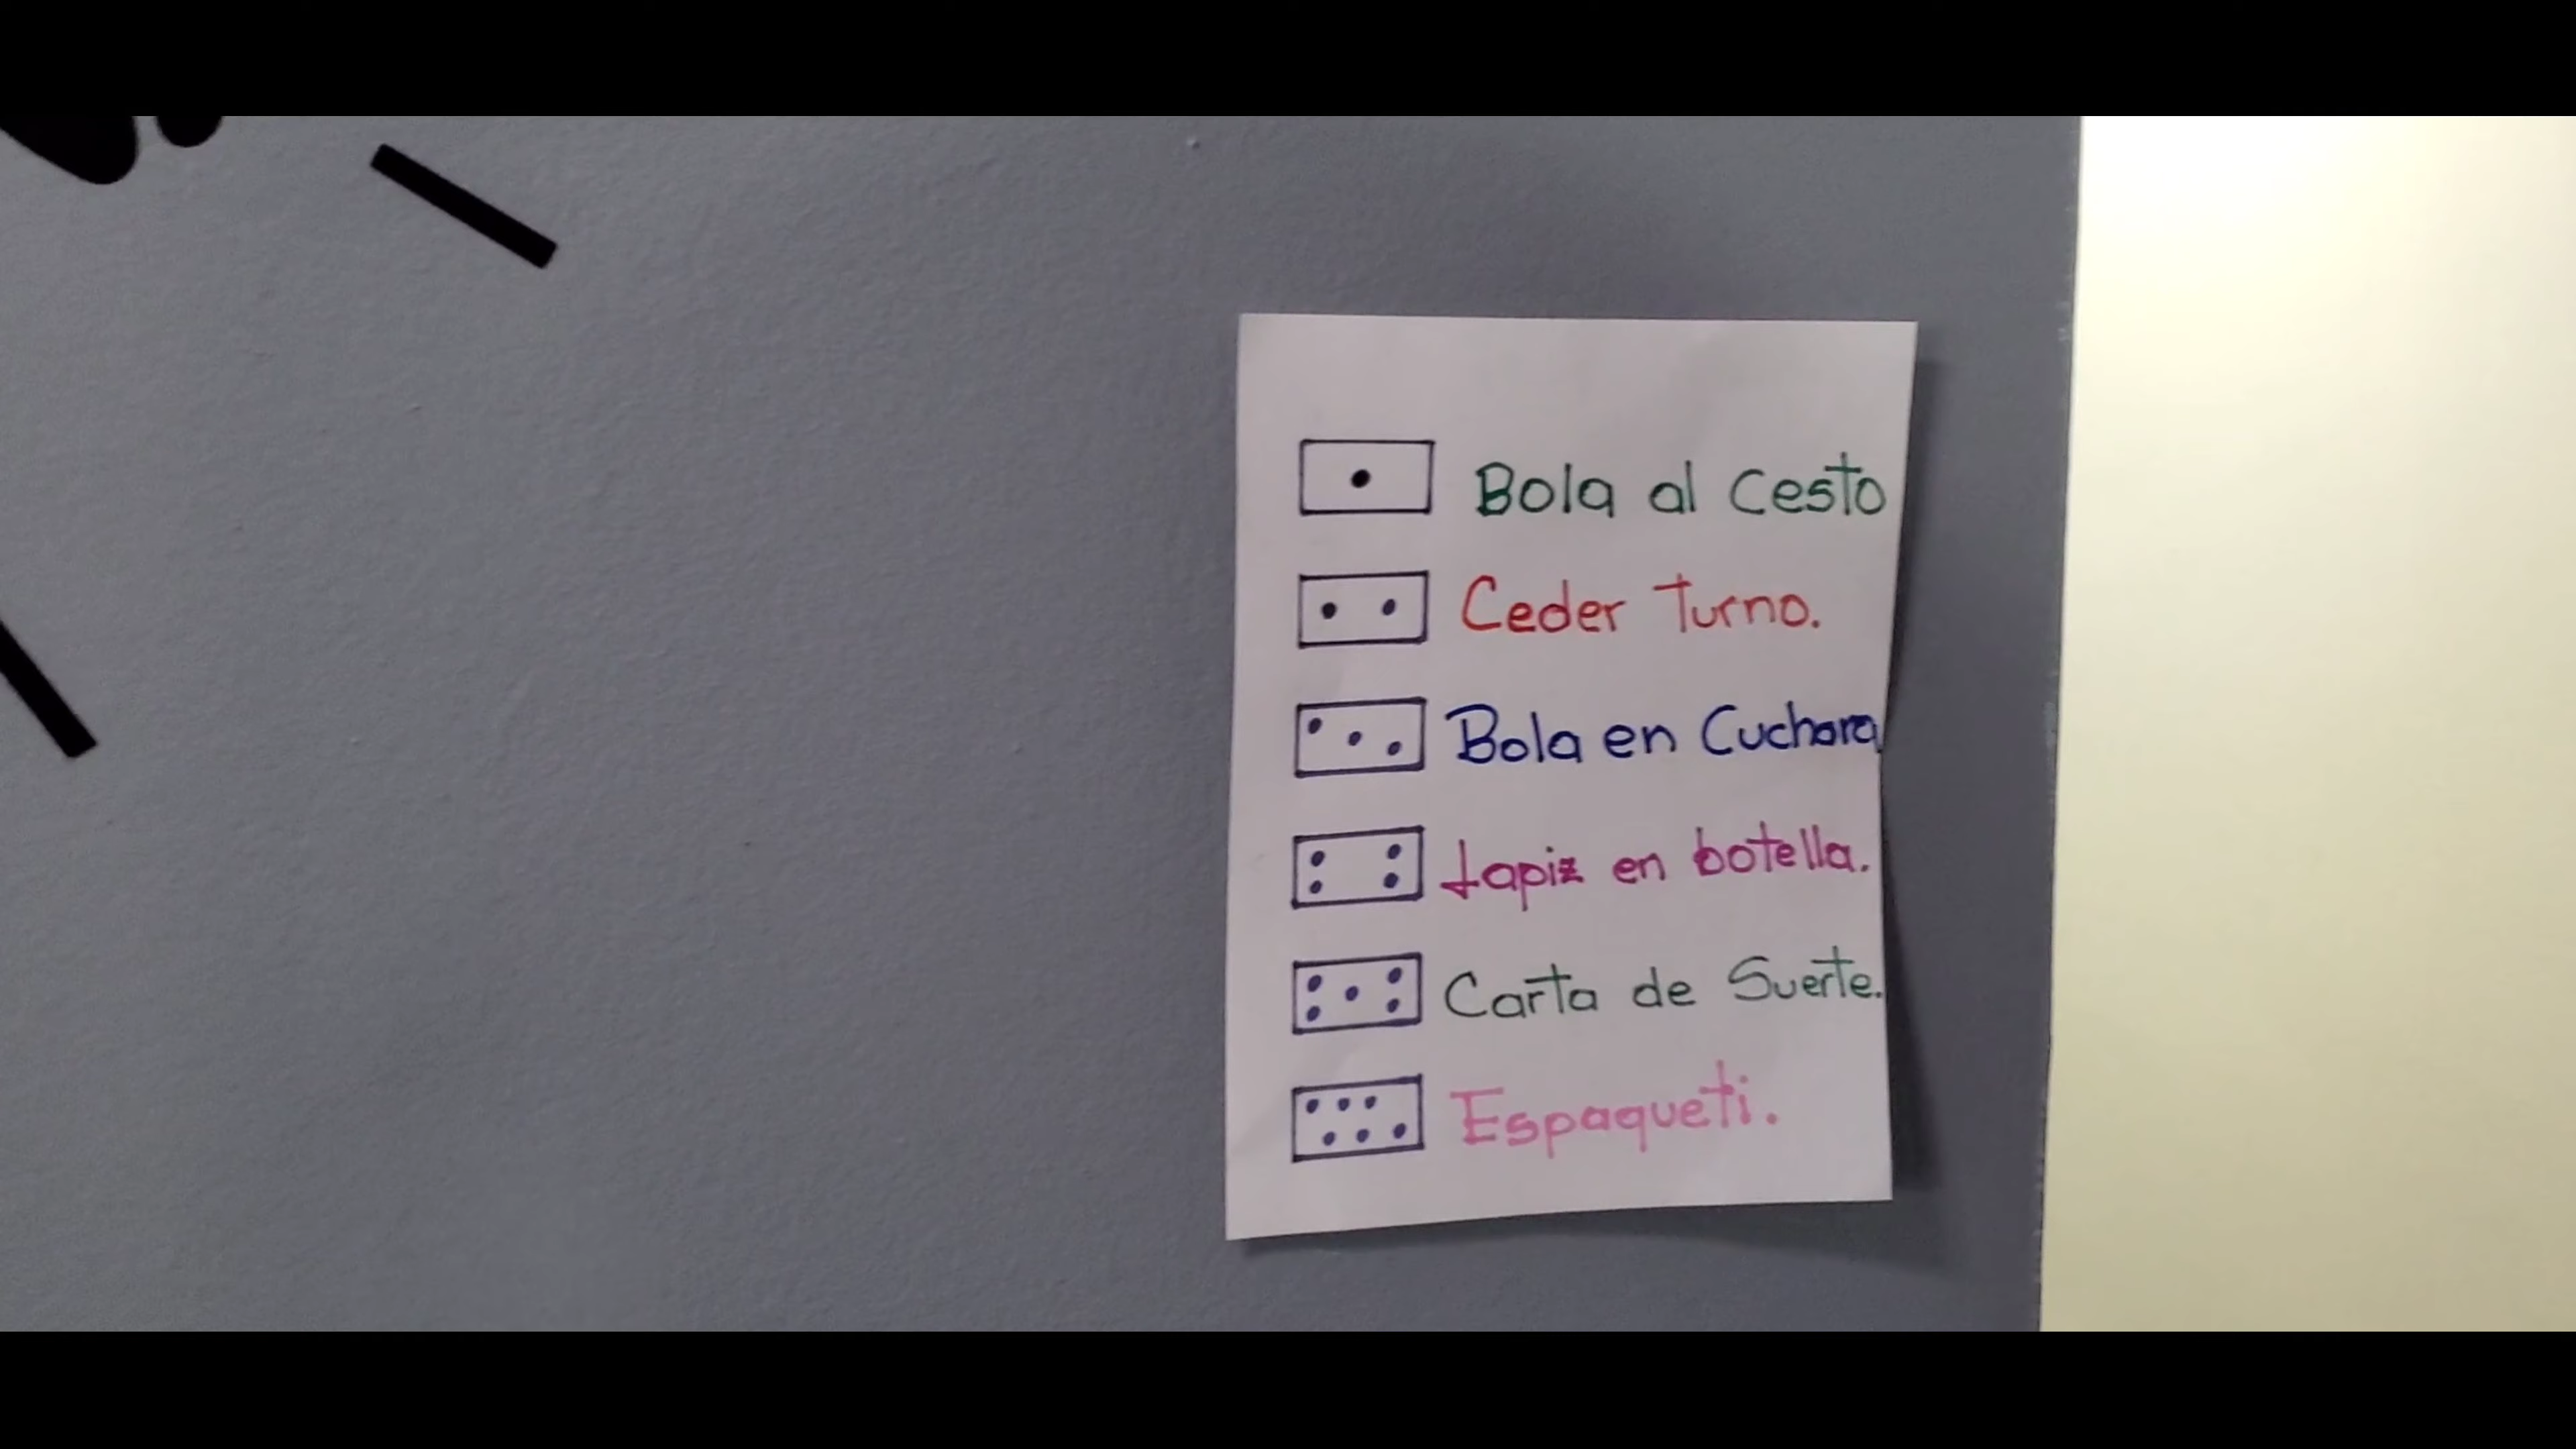 Bola al Cesto
Ceder Turno.
Bola en Cuchara
Lapiz en botella.
Carta de Suerte.
Espaqueti.